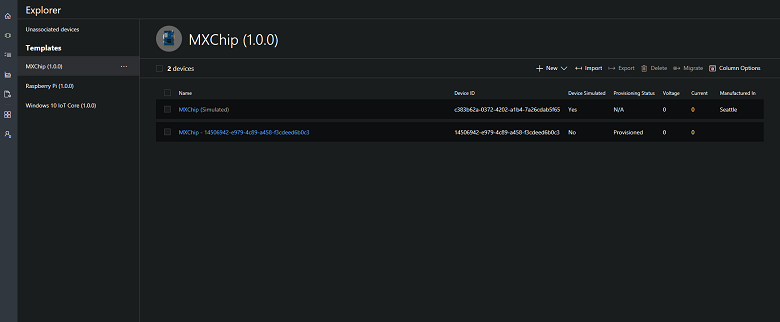 Explorer
Unassociated devices
Templates
MXChip (1.0.0) ...
Raspberry Pi (1.0.0)
Windows 10 IoT Core (1.0.0)
MXChip (1.0.0)
2 devices
New Import Export Delete Migrate Column Options
Name Device ID Device Simulated Provisioning Status Voltage Current Manufactured In
MXChip (Simulated) c383b62a-0372-4202-a1b4-7a26cdab5f65 Yes N/A 0 0 Seattle
MXChip - 14506942-e979-4c89-a458-f3cdeed6b0c3 14506942-e979-4c89-a458-f3cdeed6b0c3 No Provisioned 0 0